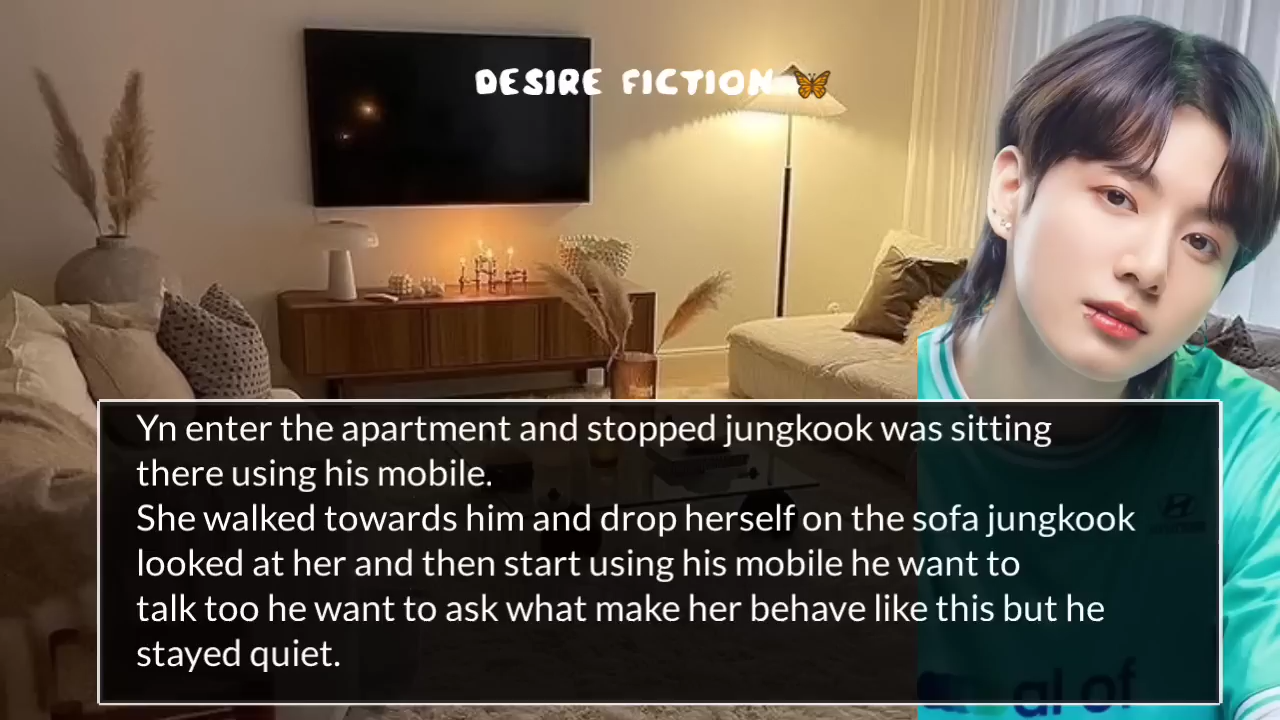 DESIRE FICTION 🦋
Yn enter the apartment and stopped jungkook was sitting
there using his mobile.
She walked towards him and drop herself on the sofa jungkook
looked at her and then start using his mobile he want to
talk too he want to ask what make her behave like this but he
stayed quiet.
al of